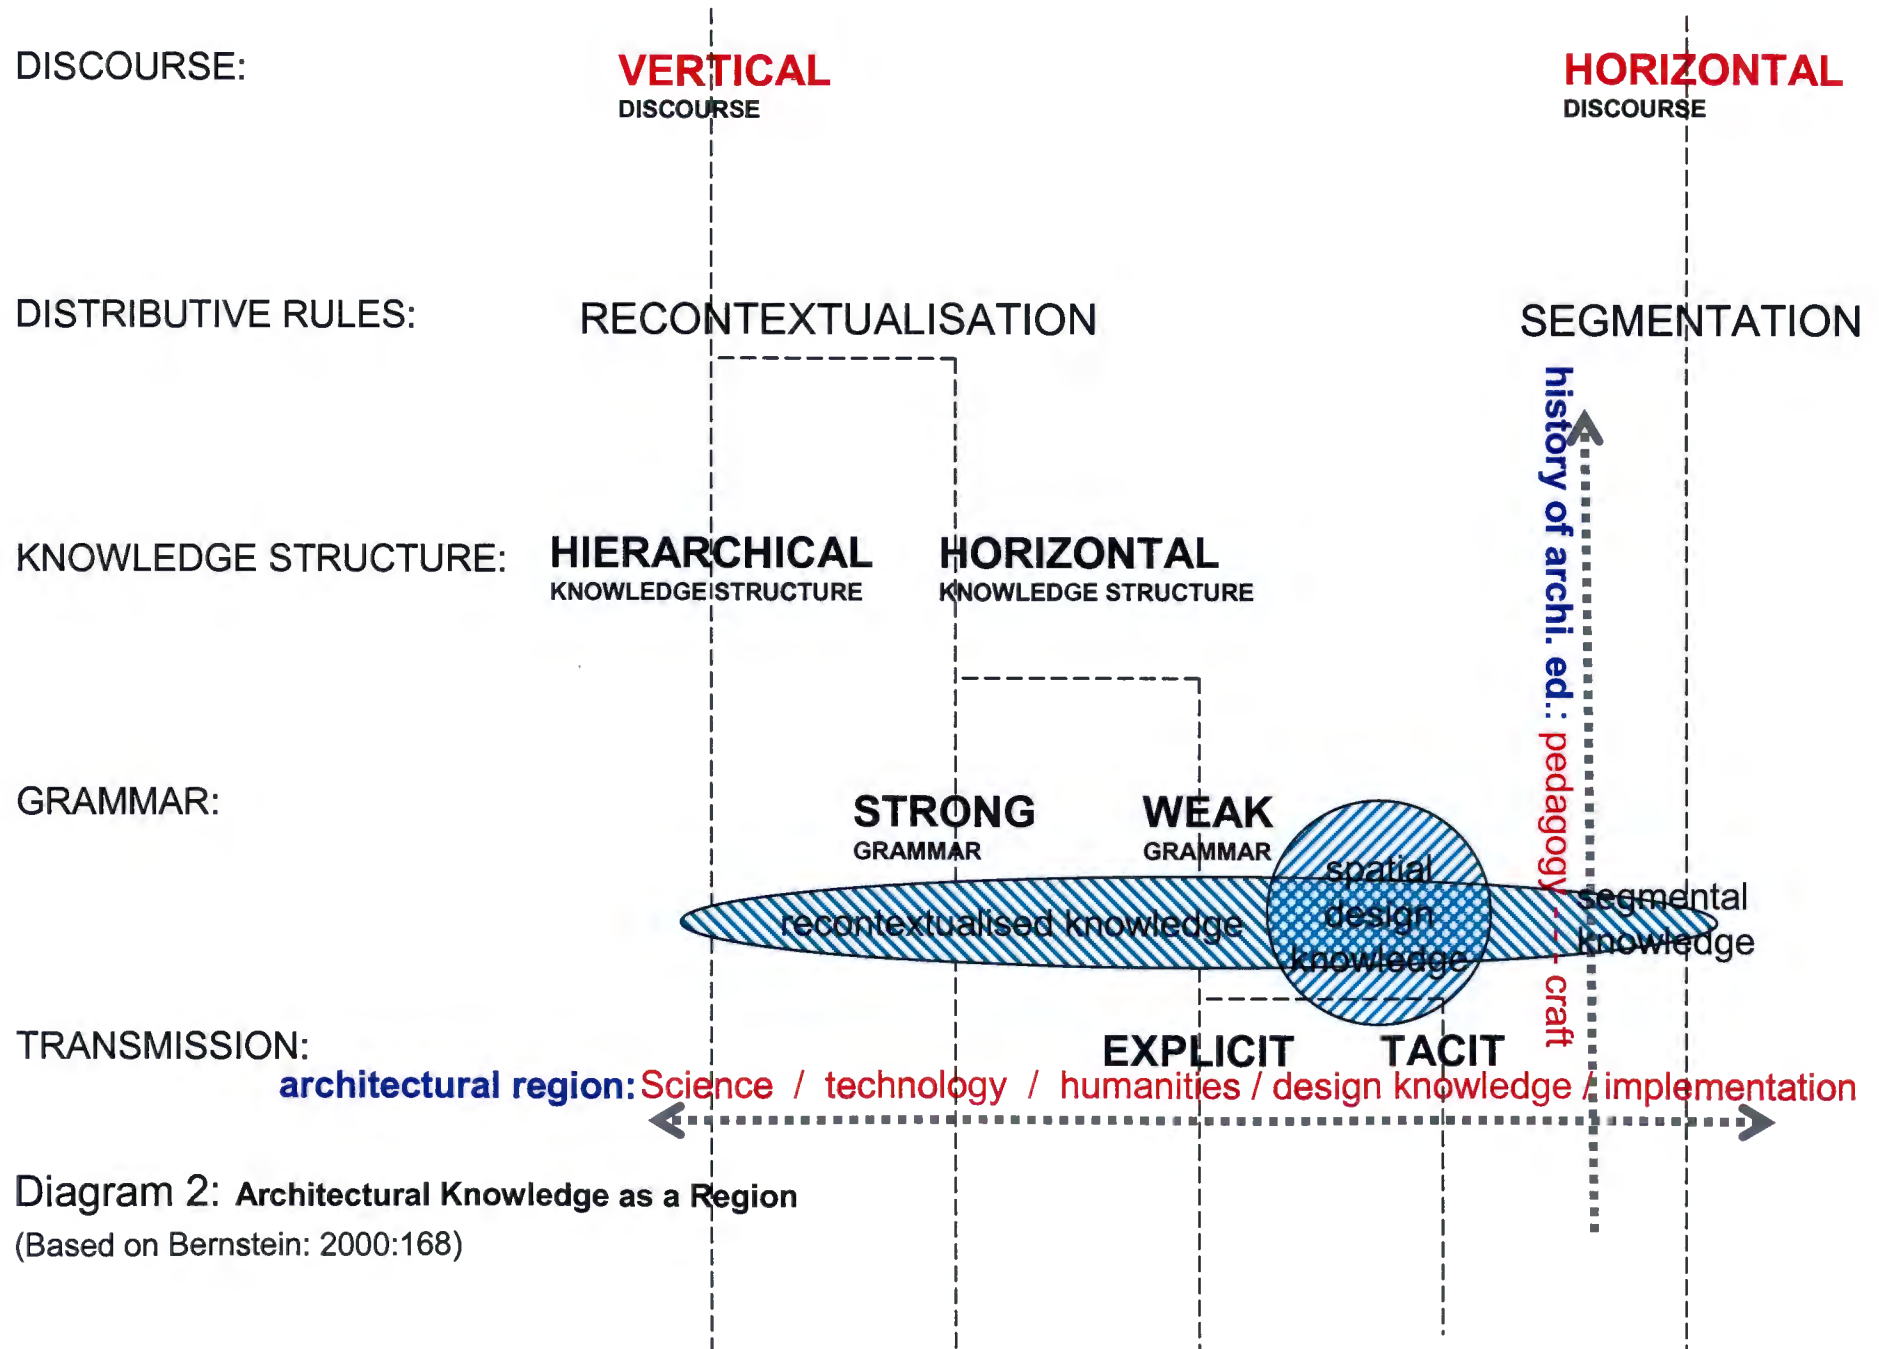 DISCOURSE:
VERTICAL
DISCOURSE
HORIZONTAL
DISCOURSE
DISTRIBUTIVE RULES:
RECONTEXTUALISATION
SEGMENTATION
history of archi. ed.: pedagogy - - - craft
KNOWLEDGE STRUCTURE:
HIERARCHICAL
KNOWLEDGE STRUCTURE
HORIZONTAL
KNOWLEDGE STRUCTURE
GRAMMAR:
STRONG
GRAMMAR
WEAK
GRAMMAR
recontextualised knowledge
spatial
design
knowledge
segmental
knowledge
TRANSMISSION:
EXPLICIT
TACIT
architectural region: Science / technology / humanities / design knowledge / implementation
Diagram 2: Architectural Knowledge as a Region
(Based on Bernstein: 2000:168)